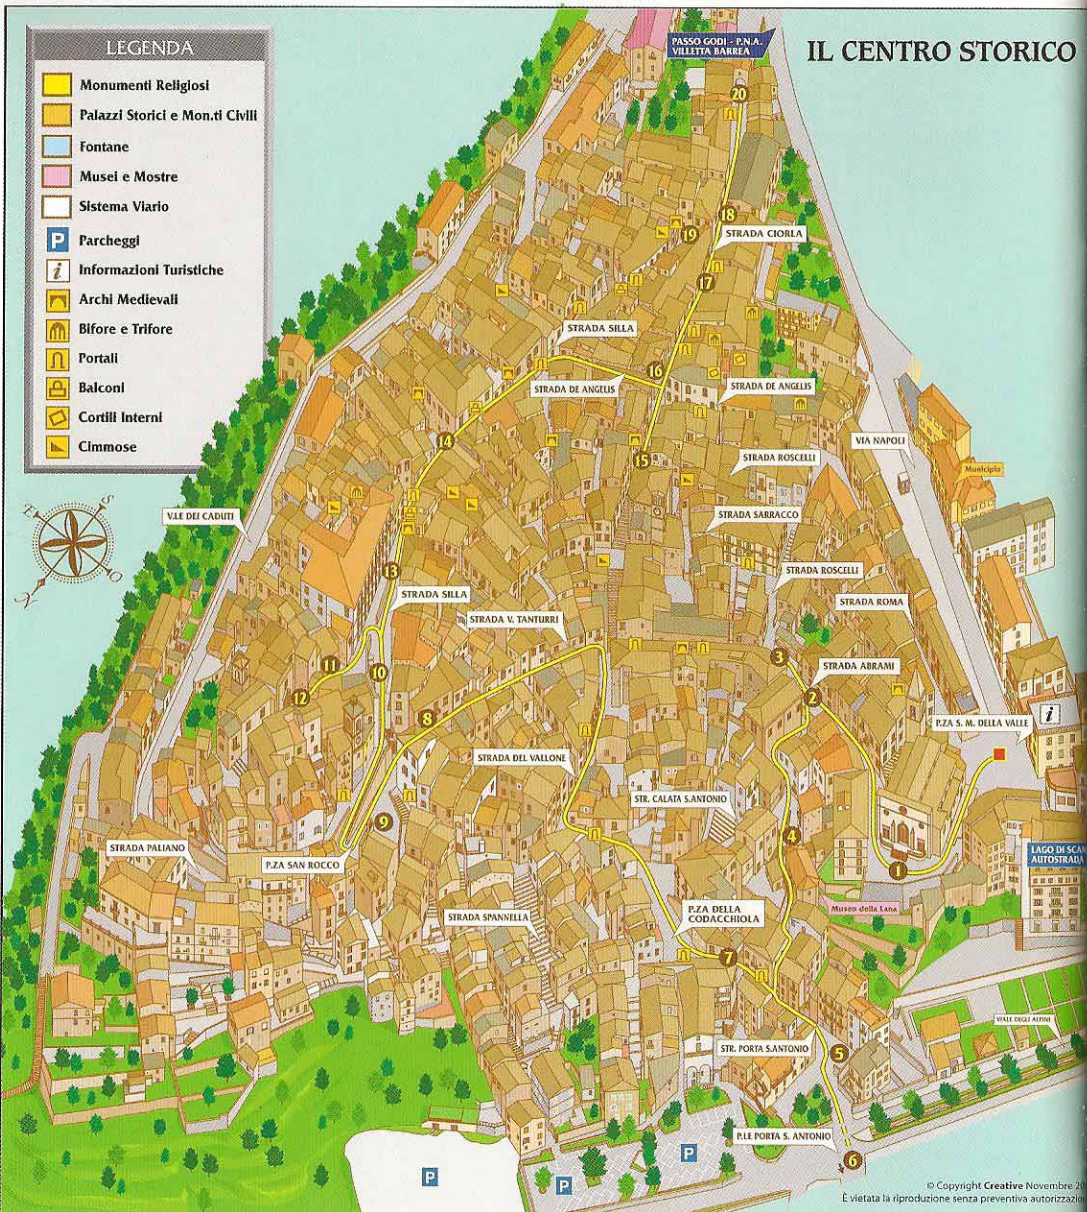 LEGENDA
Monumenti Religiosi
Palazzi Storici e Mon.ti Civili
Fontane
Musei e Mostre
Sistema Viario
P Parcheggi
i Informazioni Turistiche
Archi Medievali
Bifore e Trifore
Portali
Balconi
Cortili Interni
Cimmose
IL CENTRO STORICO
PASSO GODI - P.N.A.
VILLETTA BARREA
20
18
19
STRADA CIORLA
17
STRADA SILLA
16
STRADA DE ANGELIS
STRADA DE ANGELIS
14
15
VIA NAPOLI
STRADA ROSCELLI
Municipio
V.LE DEI CADUTI
STRADA SARRACCO
S
E
O
N
13
STRADA ROSCELLI
STRADA SILLA
STRADA ROMA
STRADA V. TANTURRI
11
10
3
STRADA ABRAMI
12
2
8
P.ZA S. M. DELLA VALLE
i
STRADA DEL VALLONE
STR. CALATA S.ANTONIO
9
4
STRADA PALIANO
P.ZA SAN ROCCO
1
LAGO DI SCAN
AUTOSTRADA
Museo della Lana
STRADA SPANNELLA
P.ZA DELLA
CODACCHIOLA
7
VIALE DEGLI ALPINI
STR. PORTA S.ANTONIO
5
P.LE PORTA S. ANTONIO
6
P
P
P
© Copyright Creative Novembre 20
È vietata la riproduzione senza preventiva autorizzazio